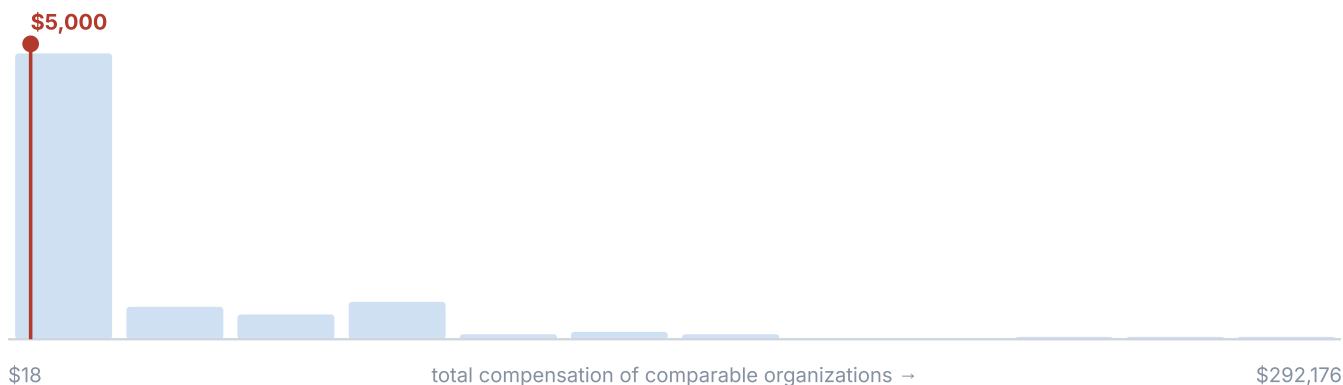 $5,000
$18 total compensation of comparable organizations → $292,176